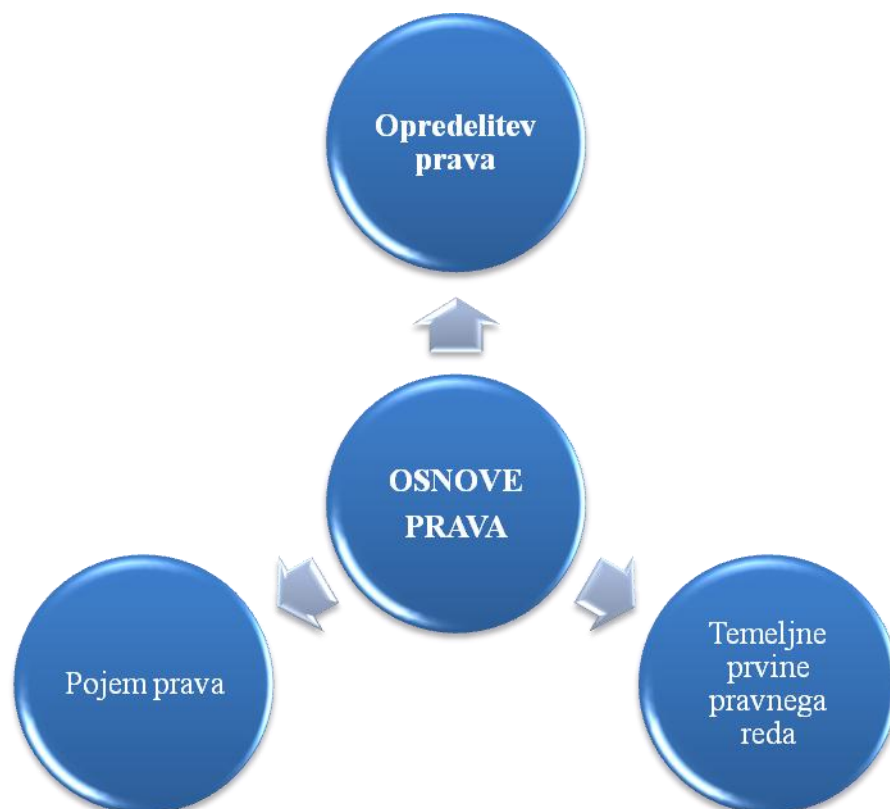 Opredelitev
prava
OSNOVE
PRAVA
Pojem prava
Temeljne
prvine
pravnega
reda